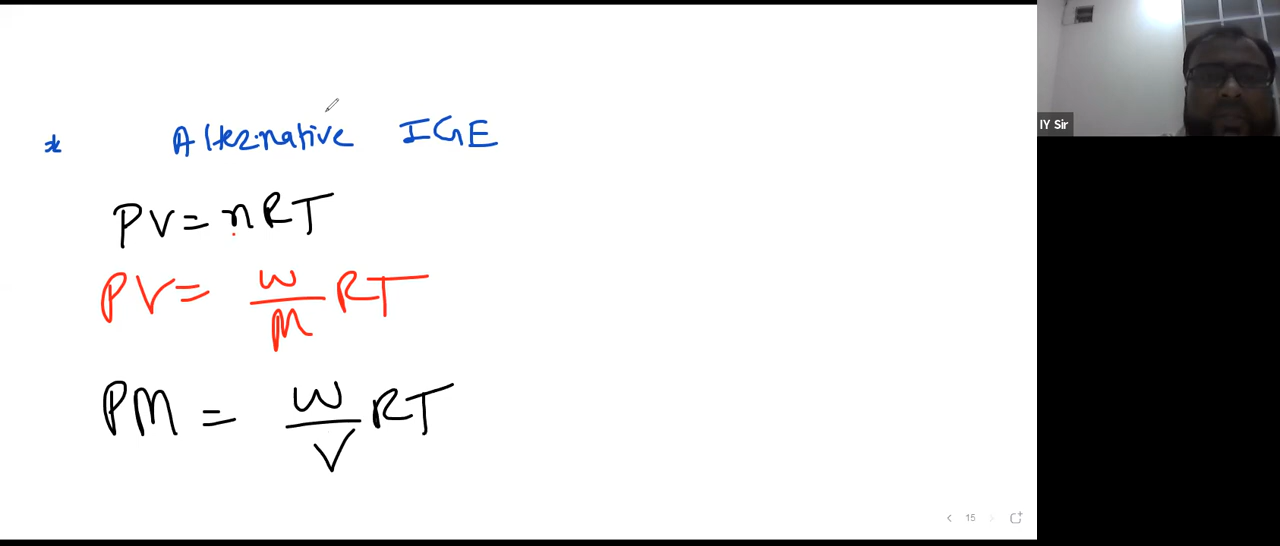 * Alternative IGE
PV = nRT
PV = w/M RT
PM = w/V RT
15
IY Sir